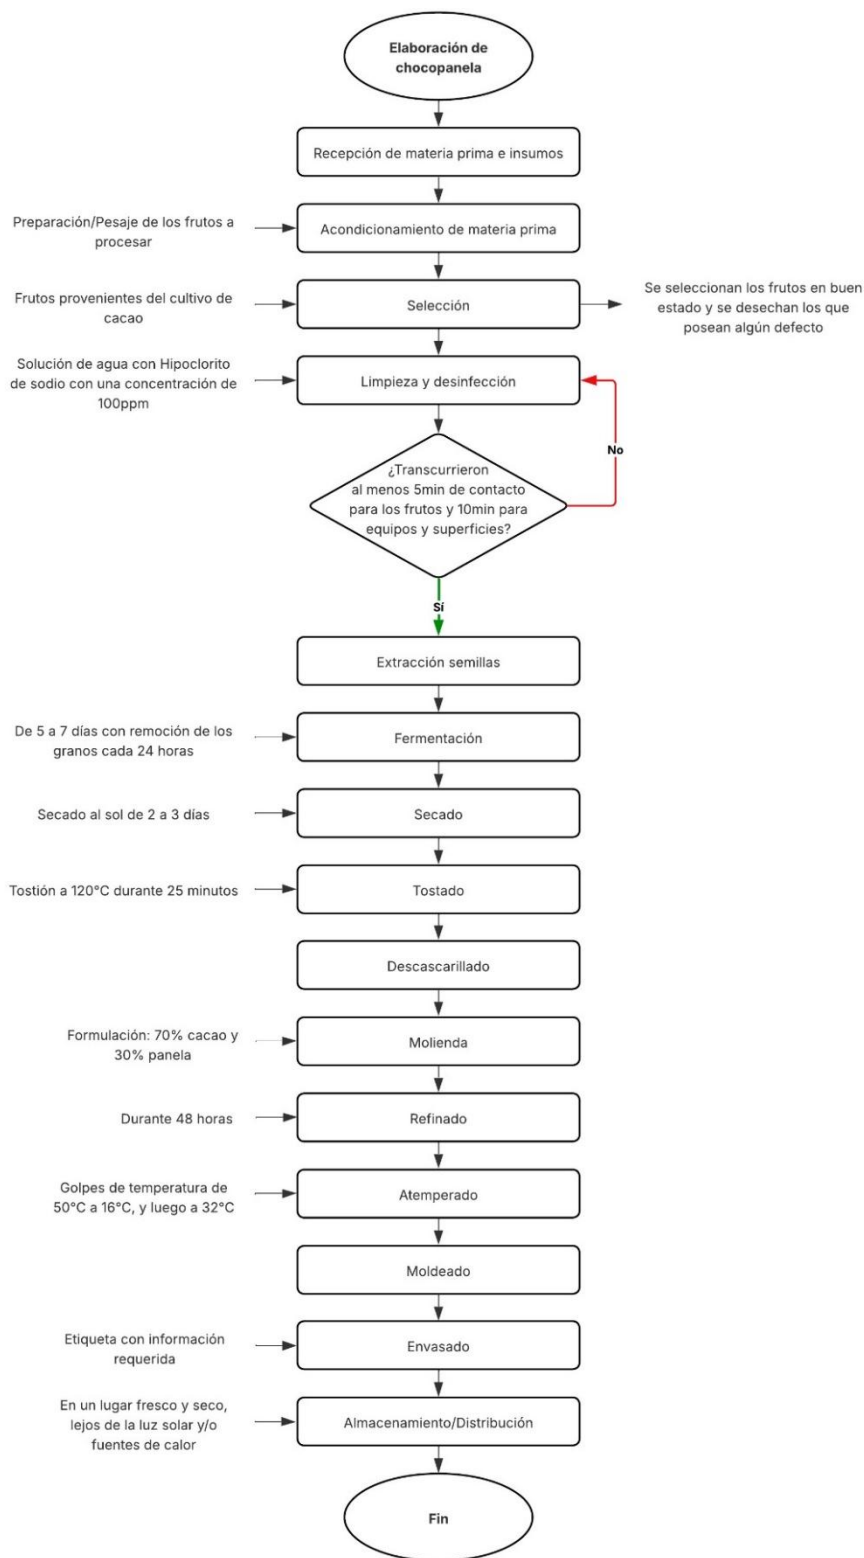 Elaboración de
chocopanela
Recepción de materia prima e insumos
Preparación/Pesaje de los frutos a
procesar
Acondicionamiento de materia prima
Frutos provenientes del cultivo de
cacao
Selección
Se seleccionan los frutos en buen
estado y se desechan los que
posean algún defecto
Solución de agua con Hipoclorito
de sodio con una concentración de
100ppm
Limpieza y desinfección
¿Transcurrieron
al menos 5min de contacto
para los frutos y 10min para
equipos y superficies?
No
Sí
Extracción semillas
De 5 a 7 días con remoción de los
granos cada 24 horas
Fermentación
Secado al sol de 2 a 3 días
Secado
Tostión a 120°C durante 25 minutos
Tostado
Descascarillado
Formulación: 70% cacao y
30% panela
Molienda
Durante 48 horas
Refinado
Golpes de temperatura de
50°C a 16°C, y luego a 32°C
Atemperado
Moldeado
Etiqueta con información
requerida
Envasado
En un lugar fresco y seco,
lejos de la luz solar y/o
fuentes de calor
Almacenamiento/Distribución
Fin